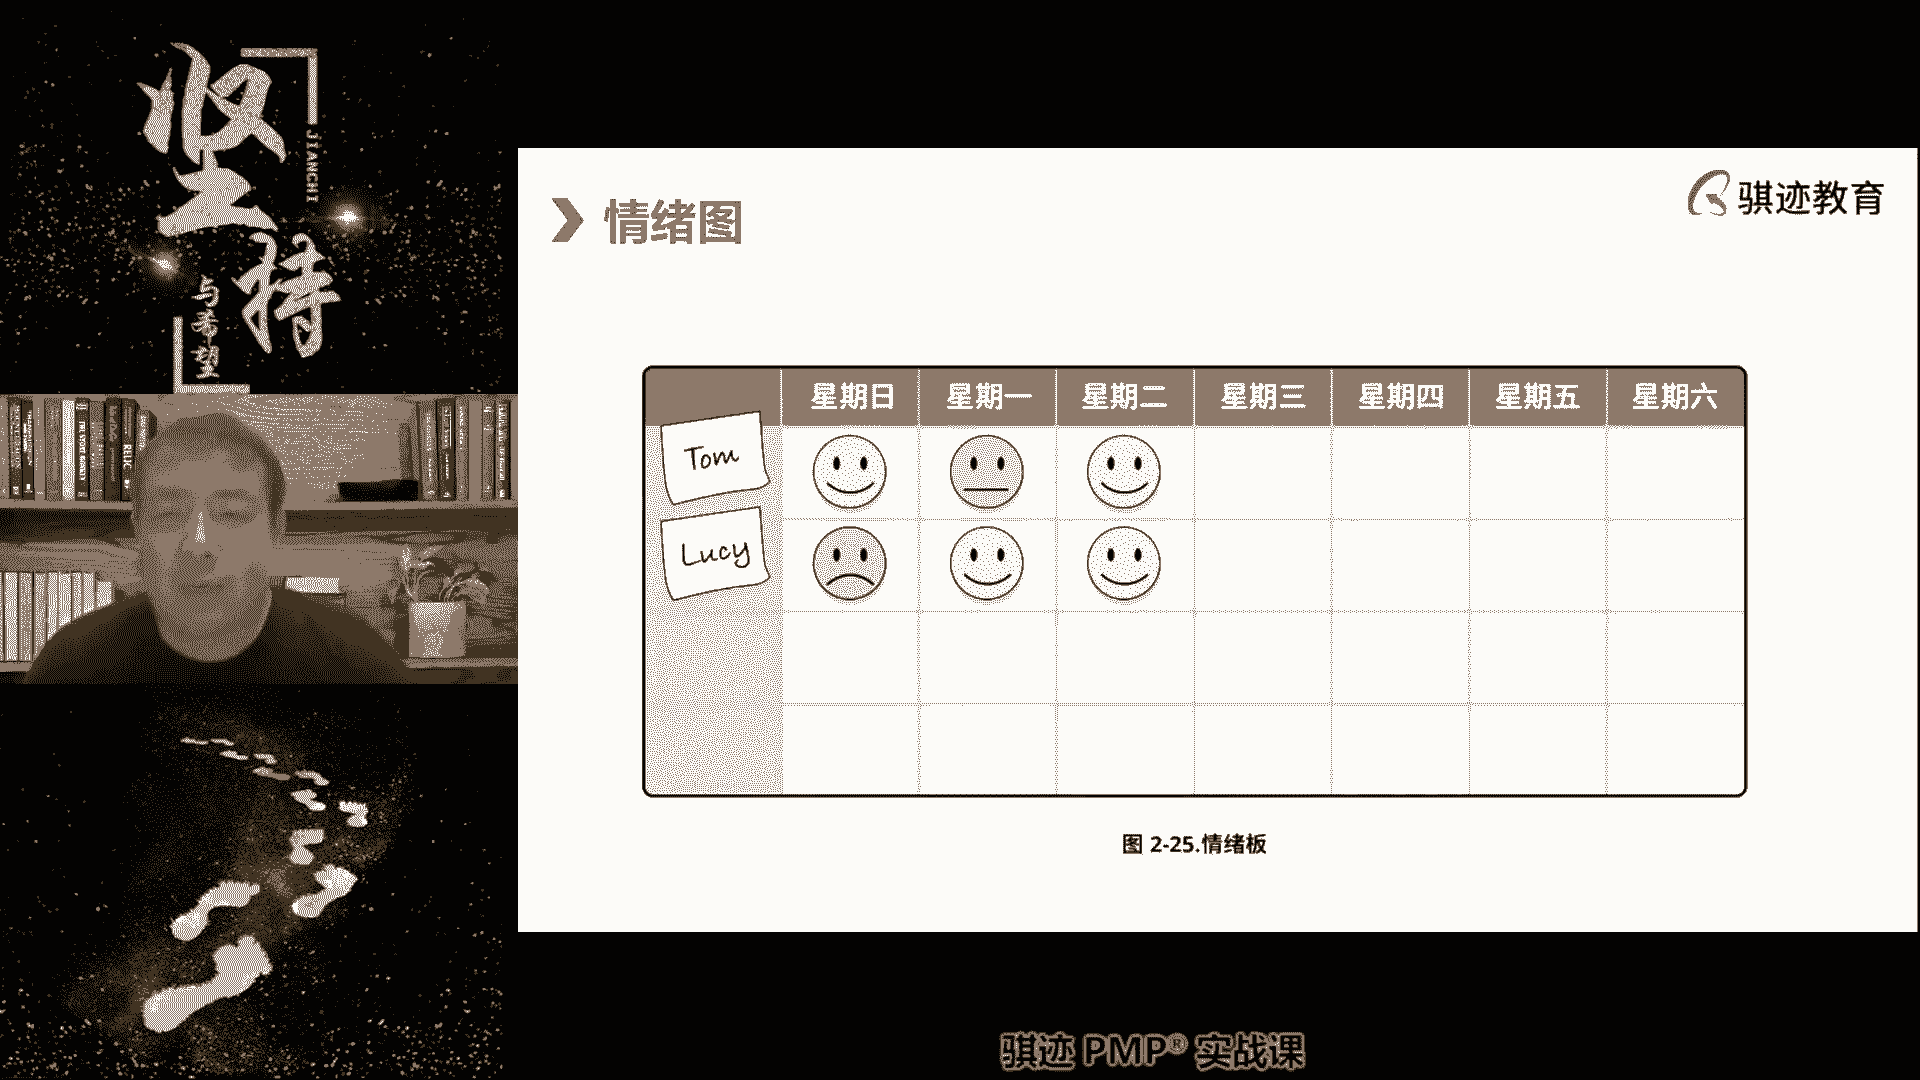 坚持
JIANCHI
与希望
骐迹教育
情绪图
星期日 星期一 星期二 星期三 星期四 星期五 星期六
Tom
Lucy
图 2-25.情绪板
骐迹 PMP® 实战课